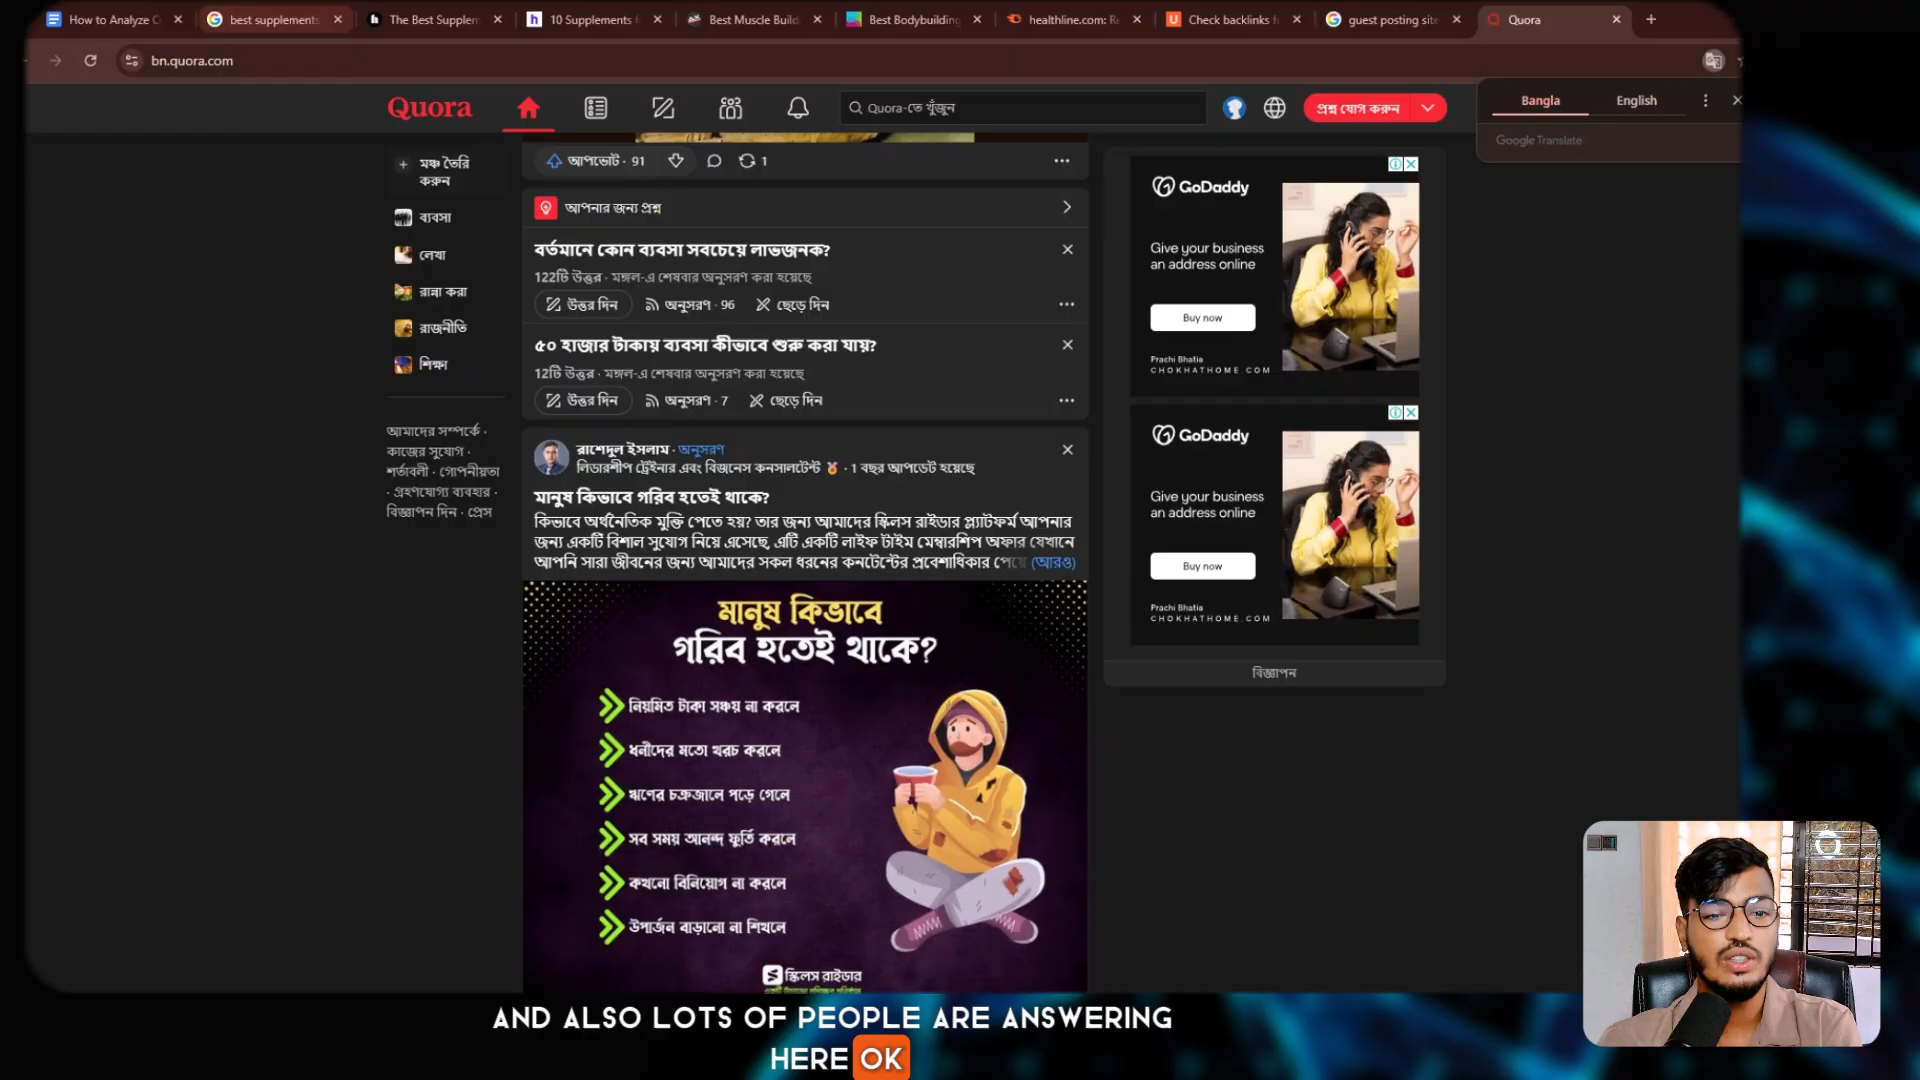 How to Analyze C
best supplements
The Best Supplem
10 Supplements f
Best Muscle Build
Best Bodybuilding
healthline.com: Re
Check backlinks f
guest posting site
Quora
bn.quora.com
Quora
Quora-তে খুঁজুন
প্রশ্ন যোগ করুন
Bangla
English
Google Translate
মঞ্চ তৈরি
করুন
ব্যবসা
লেখা
রান্না করা
রাজনীতি
শিক্ষা
আমাদের সম্পর্কে ·
কাজের সুযোগ ·
শর্তাবলী · গোপনীয়তা
· গ্রহণযোগ্য ব্যবহার ·
বিজ্ঞাপন দিন · প্রেস
আপভোট · 91
1
আপনার জন্য প্রশ্ন
বর্তমানে কোন ব্যবসা সবচেয়ে লাভজনক?
122টি উত্তর · মঙ্গল-এ শেষবার অনুসরণ করা হয়েছে
উত্তর দিন
অনুসরণ · 96
ছেড়ে দিন
৫০ হাজার টাকায় ব্যবসা কীভাবে শুরু করা যায়?
12টি উত্তর · মঙ্গল-এ শেষবার অনুসরণ করা হয়েছে
উত্তর দিন
অনুসরণ · 7
ছেড়ে দিন
রাশেদুল ইসলাম · অনুসরণ
লিডারশীপ ট্রেইনার এবং বিজনেস কনসালটেন্ট · 1 বছর আপডেট হয়েছে
মানুষ কিভাবে গরিব হতেই থাকে?
কিভাবে অর্থনৈতিক মুক্তি পেতে হয়? তার জন্য আমাদের স্কিলস রাইডার প্ল্যাটফর্ম আপনার
জন্য একটি বিশাল সুযোগ নিয়ে এসেছে, এটি একটি লাইফ টাইম মেম্বারশিপ অফার যেখানে
আপনি সারা জীবনের জন্য আমাদের সকল ধরনের কনটেন্টের প্রবেশাধিকার পেয়ে (আরও)
মানুষ কিভাবে
গরিব হতেই থাকে?
নিয়মিত টাকা সঞ্চয় না করলে
ধনীদের মতো খরচ করলে
ঋণের চক্রজালে পড়ে গেলে
সব সময় আনন্দ ফুর্তি করলে
কখনো বিনিয়োগ না করলে
উপার্জন বাড়ানো না শিখলে
S স্কিলস রাইডার
GoDaddy
Give your business
an address online
Buy now
Prachi Bhatia
CHOKHATHOME.COM
GoDaddy
Give your business
an address online
Buy now
Prachi Bhatia
CHOKHATHOME.COM
বিজ্ঞাপন
AND ALSO LOTS OF PEOPLE ARE ANSWERING
HERE OK